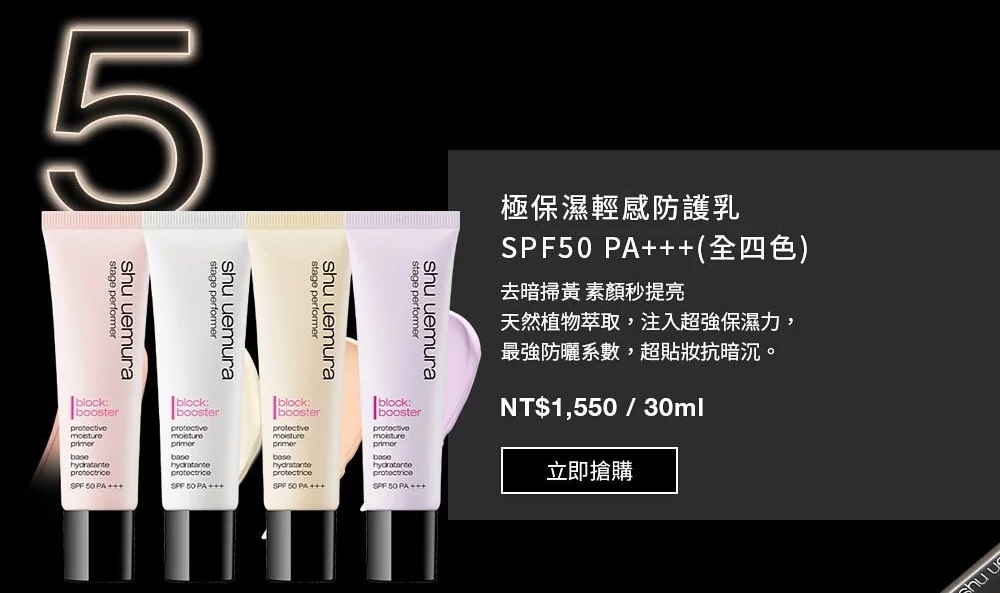 5
極保濕輕感防護乳
SPF50 PA+++(全四色)
去暗掃黃 素顏秒提亮
天然植物萃取，注入超強保濕力，
最強防曬系數，超貼妝抗暗沉。
NT$1,550 / 30ml
立即搶購
shu uemura
stage performer
block:
booster
protective
moisture
primer
base
hydratante
protectrice
SPF 50 PA +++
shu uemura
stage performer
block:
booster
protective
moisture
primer
base
hydratante
protectrice
SPF 50 PA +++
shu uemura
stage performer
block:
booster
protective
moisture
primer
base
hydratante
protectrice
SPF 50 PA +++
shu uemura
stage performer
block:
booster
protective
moisture
primer
base
hydratante
protectrice
SPF 50 PA +++